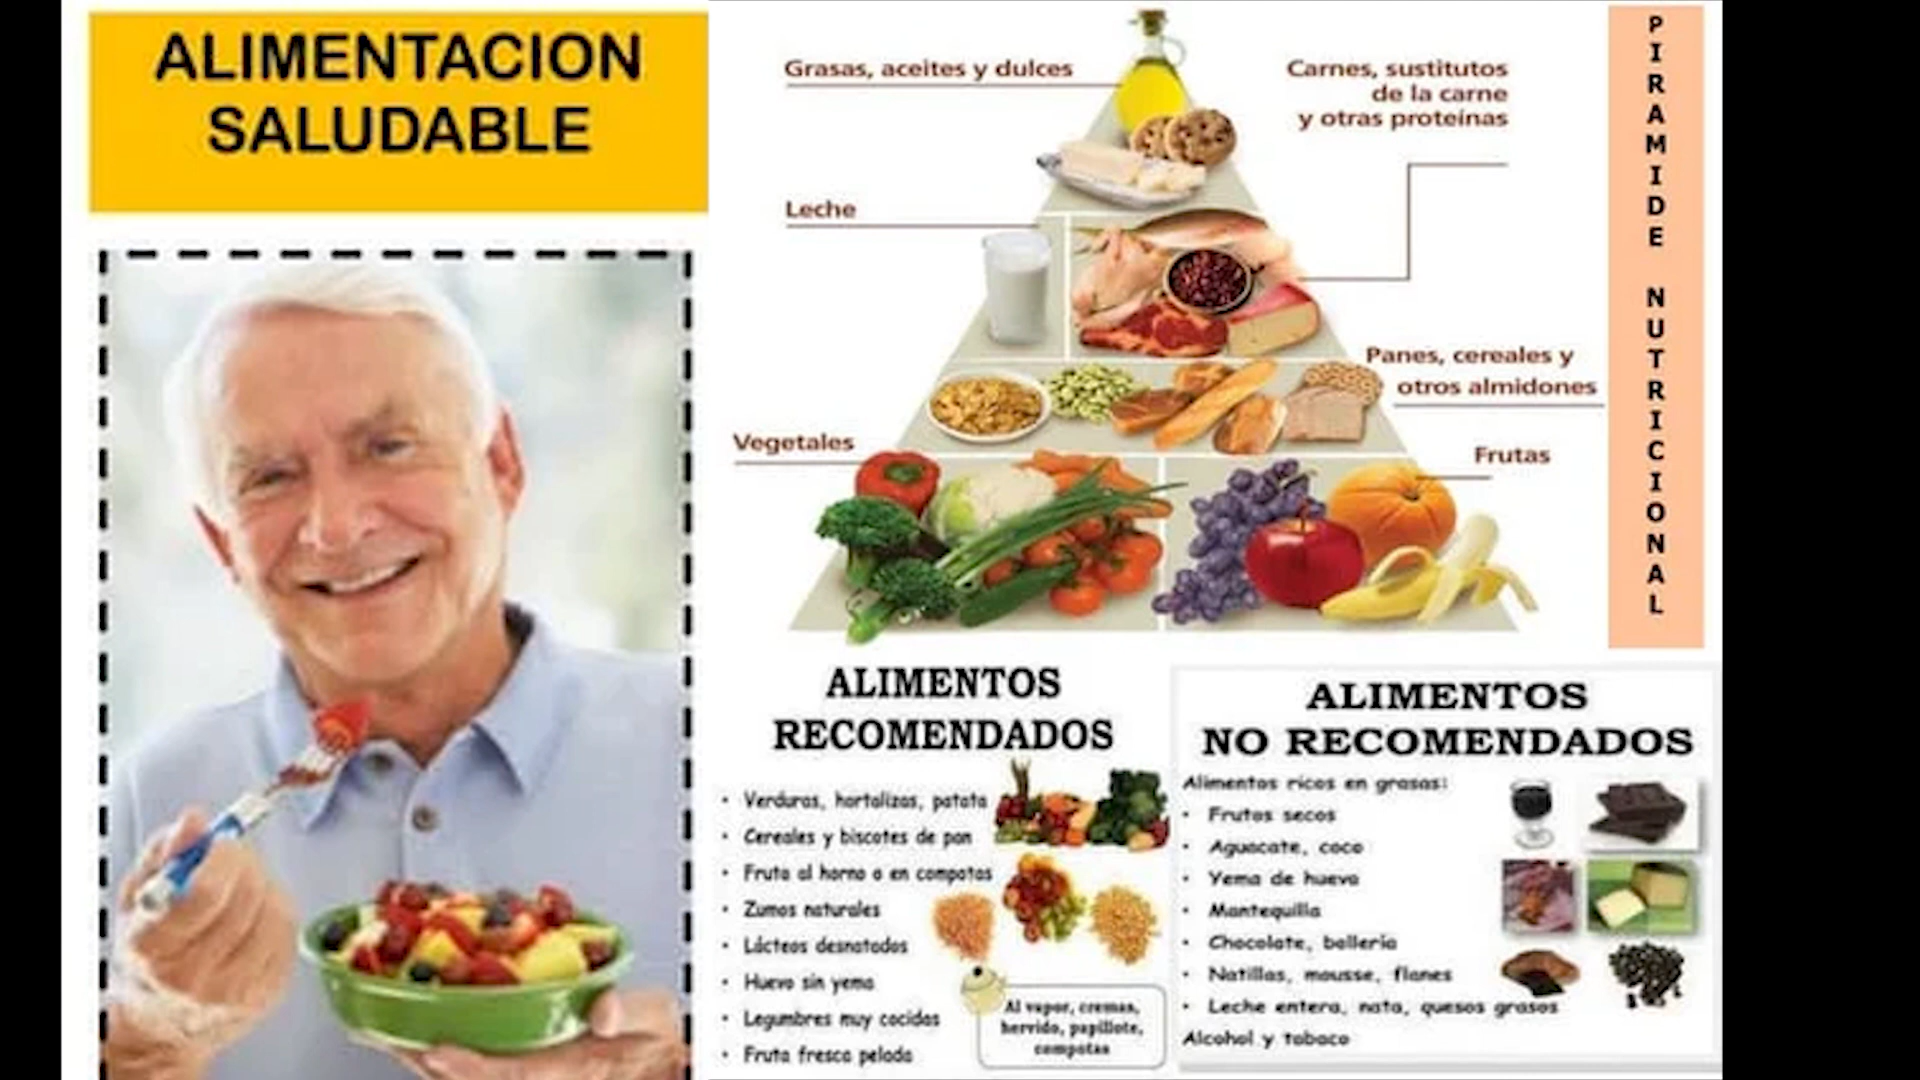 ALIMENTACION
SALUDABLE
Grasas, aceites y dulces
Carnes, sustitutos
de la carne
y otras proteínas
Leche
Panes, cereales y
otros almidones
Vegetales
Frutas
PIRAMIDE NUTRICIONAL
ALIMENTOS
RECOMENDADOS
• Verduras, hortalizas, patata
• Cereales y biscotes de pan
• Fruta al horno o en compotas
• Zumos naturales
• Lácteos desnatados
• Huevo sin yema
• Legumbres muy cocidas
• Fruta fresca pelada
Al vapor, cremas,
hervido, papillote,
compotas
ALIMENTOS
NO RECOMENDADOS
Alimentos ricos en grasas:
• Frutos secos
• Aguacate, coco
• Yema de huevo
• Mantequilla
• Chocolate, bollería
• Natillas, mousse, flanes
• Leche entera, nata, quesos grasos
Alcohol y tabaco